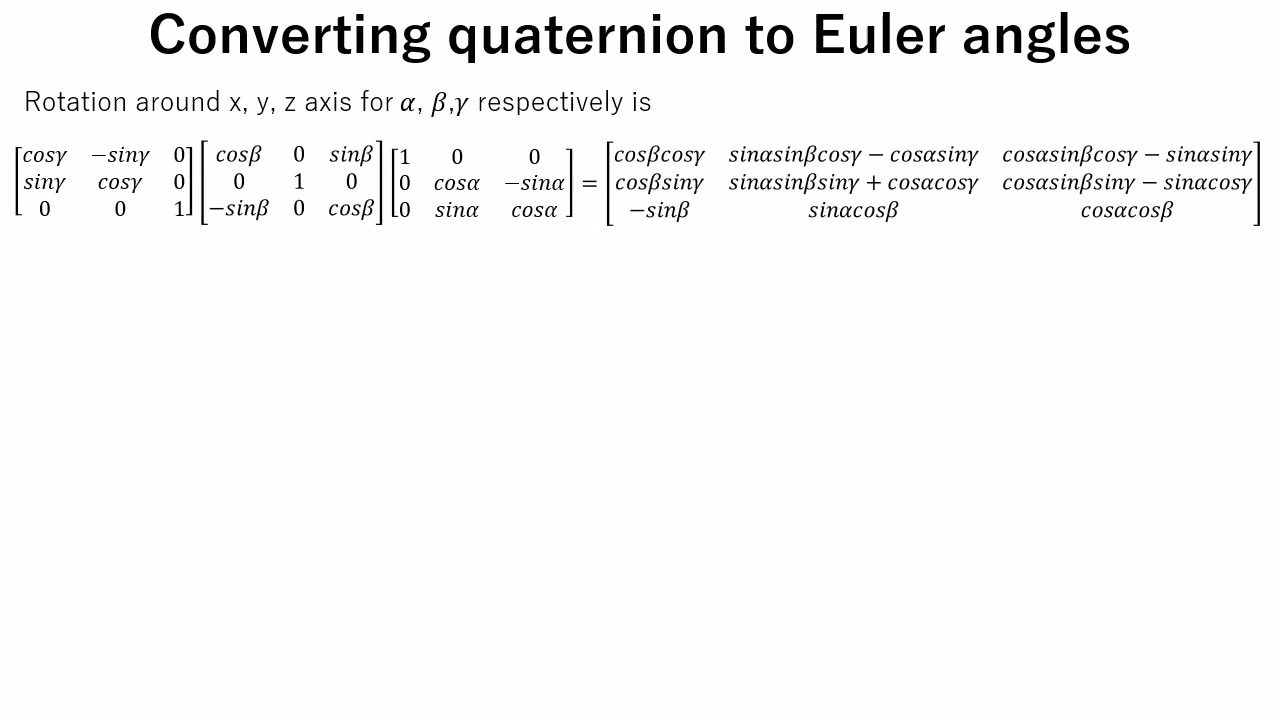 Converting quaternion to Euler angles
Rotation around x, y, z axis for α, β,γ respectively is
[cosγ −sinγ 0] [cosβ 0 sinβ] [1 0 0] = [cosβcosγ sinαsinβcosγ − cosαsinγ cosαsinβcosγ − sinαsinγ]
[sinγ cosγ 0] [0 1 0] [0 cosα −sinα] [cosβsinγ sinαsinβsinγ + cosαcosγ cosαsinβsinγ − sinαcosγ]
[0 0 1] [−sinβ 0 cosβ] [0 sinα cosα] [−sinβ sinαcosβ cosαcosβ]